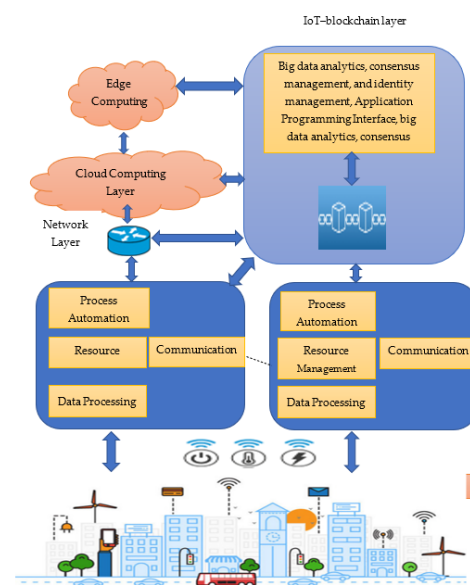 IoT–blockchain layer
Big data analytics, consensus
management, and identity
management, Application
Programming Interface, big
data analytics, consensus
Edge
Computing
Cloud Computing
Layer
Network
Layer
Process
Automation
Resource
Communication
Data Processing
Process
Automation
Resource
Management
Communication
Data Processing